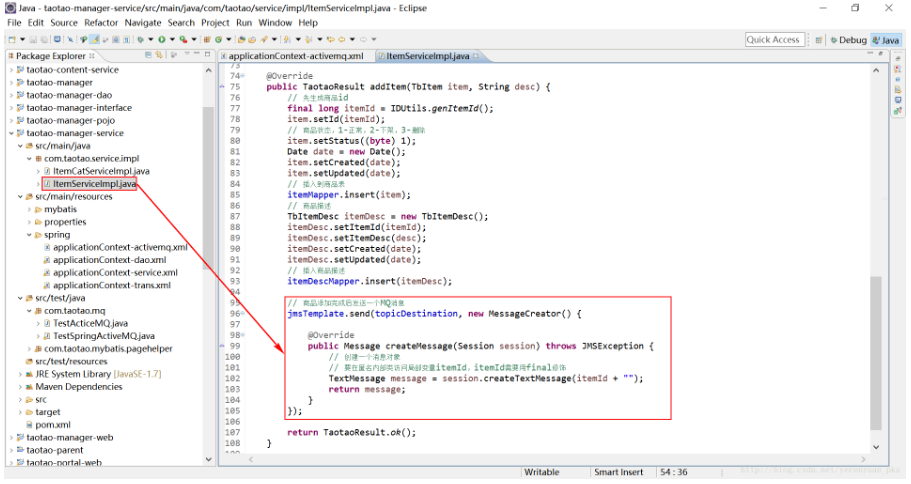 Java - taotao-manager-service/src/main/java/com/taotao/service/impl/ItemServiceImpl.java - Eclipse
File Edit Source Refactor Navigate Search Project Run Window Help
Quick Access
Debug
Java
Package Explorer
taotao-content-service
taotao-manager
taotao-manager-dao
taotao-manager-interface
taotao-manager-pojo
taotao-manager-service
src/main/java
com.taotao.service.impl
ItemCatServiceImpl.java
ItemServiceImpl.java
src/main/resources
mybatis
properties
spring
applicationContext-activemq.xml
applicationContext-dao.xml
applicationContext-service.xml
applicationContext-trans.xml
src/test/java
com.taotao.mq
TestActiceMQ.java
TestSpringActiveMQ.java
com.taotao.mybatis.pagehelper
src/test/resources
JRE System Library [JavaSE-1.7]
Maven Dependencies
src
target
pom.xml
taotao-manager-web
taotao-parent
taotao-portal-web
applicationContext-activemq.xml
ItemServiceImpl.java
73
74 @Override
75 public TaotaoResult addItem(TbItem item, String desc) {
76 // 先生成商品id
77 final long itemId = IDUtils.genItemId();
78 item.setId(itemId);
79 // 商品状态，1-正常，2-下架，3-删除
80 item.setStatus((byte) 1);
81 Date date = new Date();
82 item.setCreated(date);
83 item.setUpdated(date);
84 // 插入到商品表
85 itemMapper.insert(item);
86 // 商品描述
87 TbItemDesc itemDesc = new TbItemDesc();
88 itemDesc.setItemId(itemId);
89 itemDesc.setItemDesc(desc);
90 itemDesc.setCreated(date);
91 itemDesc.setUpdated(date);
92 // 插入商品描述
93 itemDescMapper.insert(itemDesc);
94
95 // 商品添加完成后发送一个MQ消息
96 jmsTemplate.send(topicDestination, new MessageCreator() {
97
98 @Override
99 public Message createMessage(Session session) throws JMSException {
100 // 创建一个消息对象
101 // 要在匿名内部类访问局部变量itemId，itemId需要用final修饰
102 TextMessage message = session.createTextMessage(itemId + "");
103 return message;
104 }
105 });
106
107 return TaotaoResult.ok();
108 }
Writable
Smart Insert
54 : 36